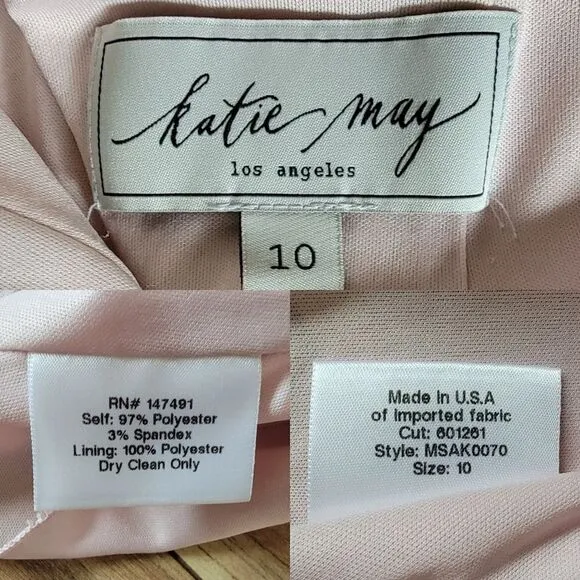 katie may
los angeles
10
RN# 147491
Self: 97% Polyester
3% Spandex
Lining: 100% Polyester
Dry Clean Only
Made in U.S.A
of imported fabric
Cut: 601261
Style: MSAK0070
Size: 10